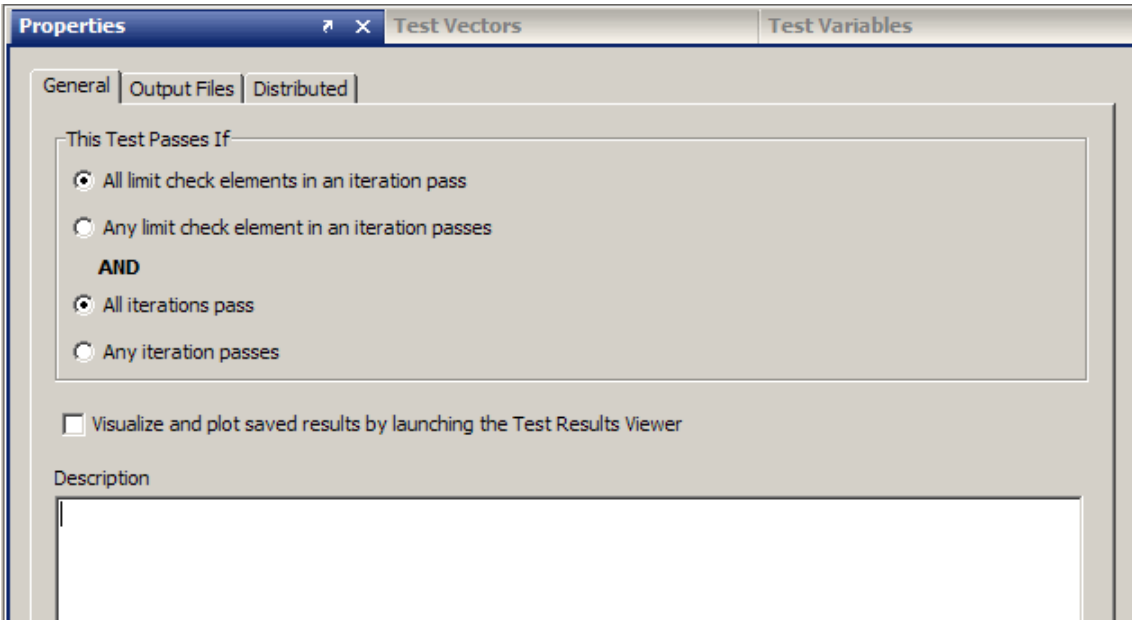 Properties Test Vectors Test Variables
General Output Files Distributed
This Test Passes If
All limit check elements in an iteration pass
Any limit check element in an iteration passes
AND
All iterations pass
Any iteration passes
Visualize and plot saved results by launching the Test Results Viewer
Description